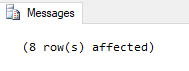 Messages
(8 row(s) affected)